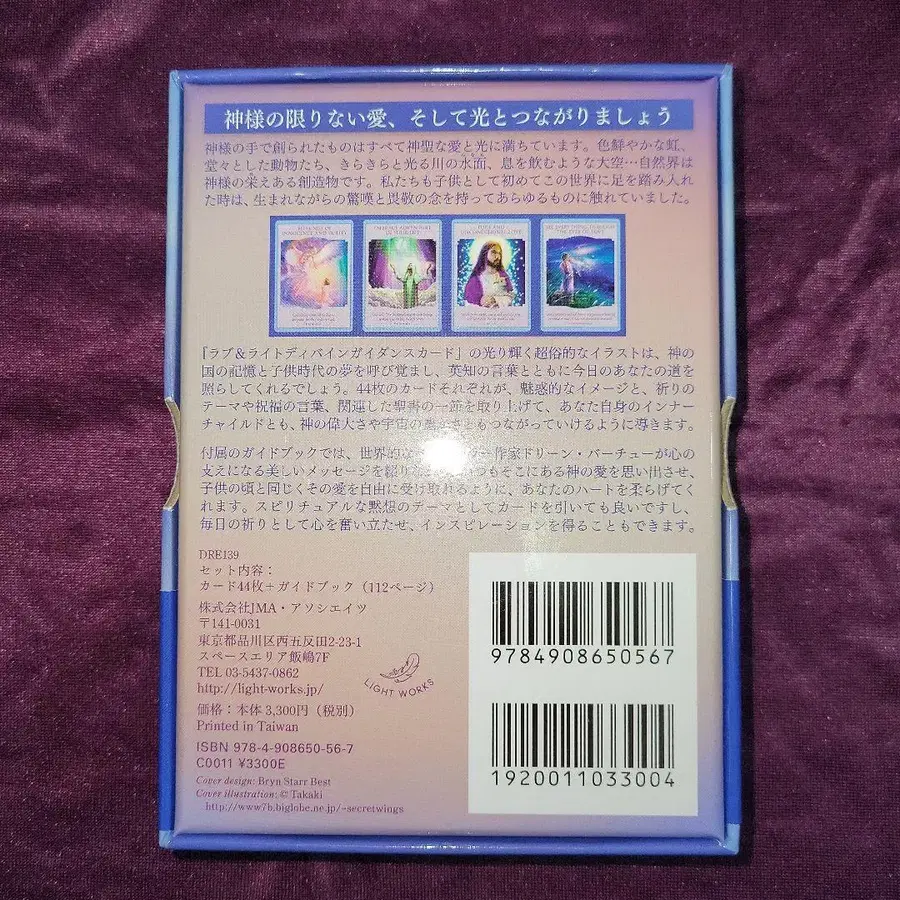 神様の限りない愛、そして光とつながりましょう
神様の手で創られたものはすべて神聖な愛と光に満ちています。色鮮やかな虹、
堂々とした動物たち、きらきらと光る川の水面、息を飲むような大空…自然界は
神様の栄えある創造物です。私たちも子供として初めてこの世界に足を踏み入れ
た時は、生まれながらの驚嘆と畏敬の念を持ってあらゆるものに触れていました。
『ラブ&ライトディバインガイダンスカード』の光り輝く超俗的なイラストは、神の
国の記憶と子供時代の夢を呼び覚まし、英知の言葉とともに今日のあなたの道を
照らしてくれるでしょう。44枚のカードそれぞれが、魅惑的なイメージと、祈りの
テーマや祝福の言葉、関連した聖書の一節を取り上げて、あなた自身のインナー
チャイルドとも、神の偉大さや宇宙の さともつながっていけるように導きます。
付属のガイドブックでは、世界的な 作家ドリーン・バーチューが心の
支えになる美しいメッセージを綴り いつもそこにある神の愛を思い出させ、
子供の頃と同じくその愛を自由に受け取れるように、あなたのハートを柔らげてく
れます。スピリチュアルな黙想のテーマとしてカードを引いても良いですし、
毎日の祈りとして心を奮い立たせ、インスピレーションを得ることもできます。
DRE139
セット内容：
カード44枚+ガイドブック（112ページ）
株式会社JMA・アソシエイツ
〒141-0031
東京都品川区西五反田2-23-1
スペースエリア飯嶋7F
TEL 03-5437-0862
http://light-works.jp/
LIGHT WORKS
価格：本体 3,300円（税別）
Printed in Taiwan
ISBN 978-4-908650-56-7
C0011 ¥3300E
Cover design: Bryn Starr Best
Cover illustration: © Takaki
http://www7b.biglobe.ne.jp/~secretwings
9784908650567
1920011033004